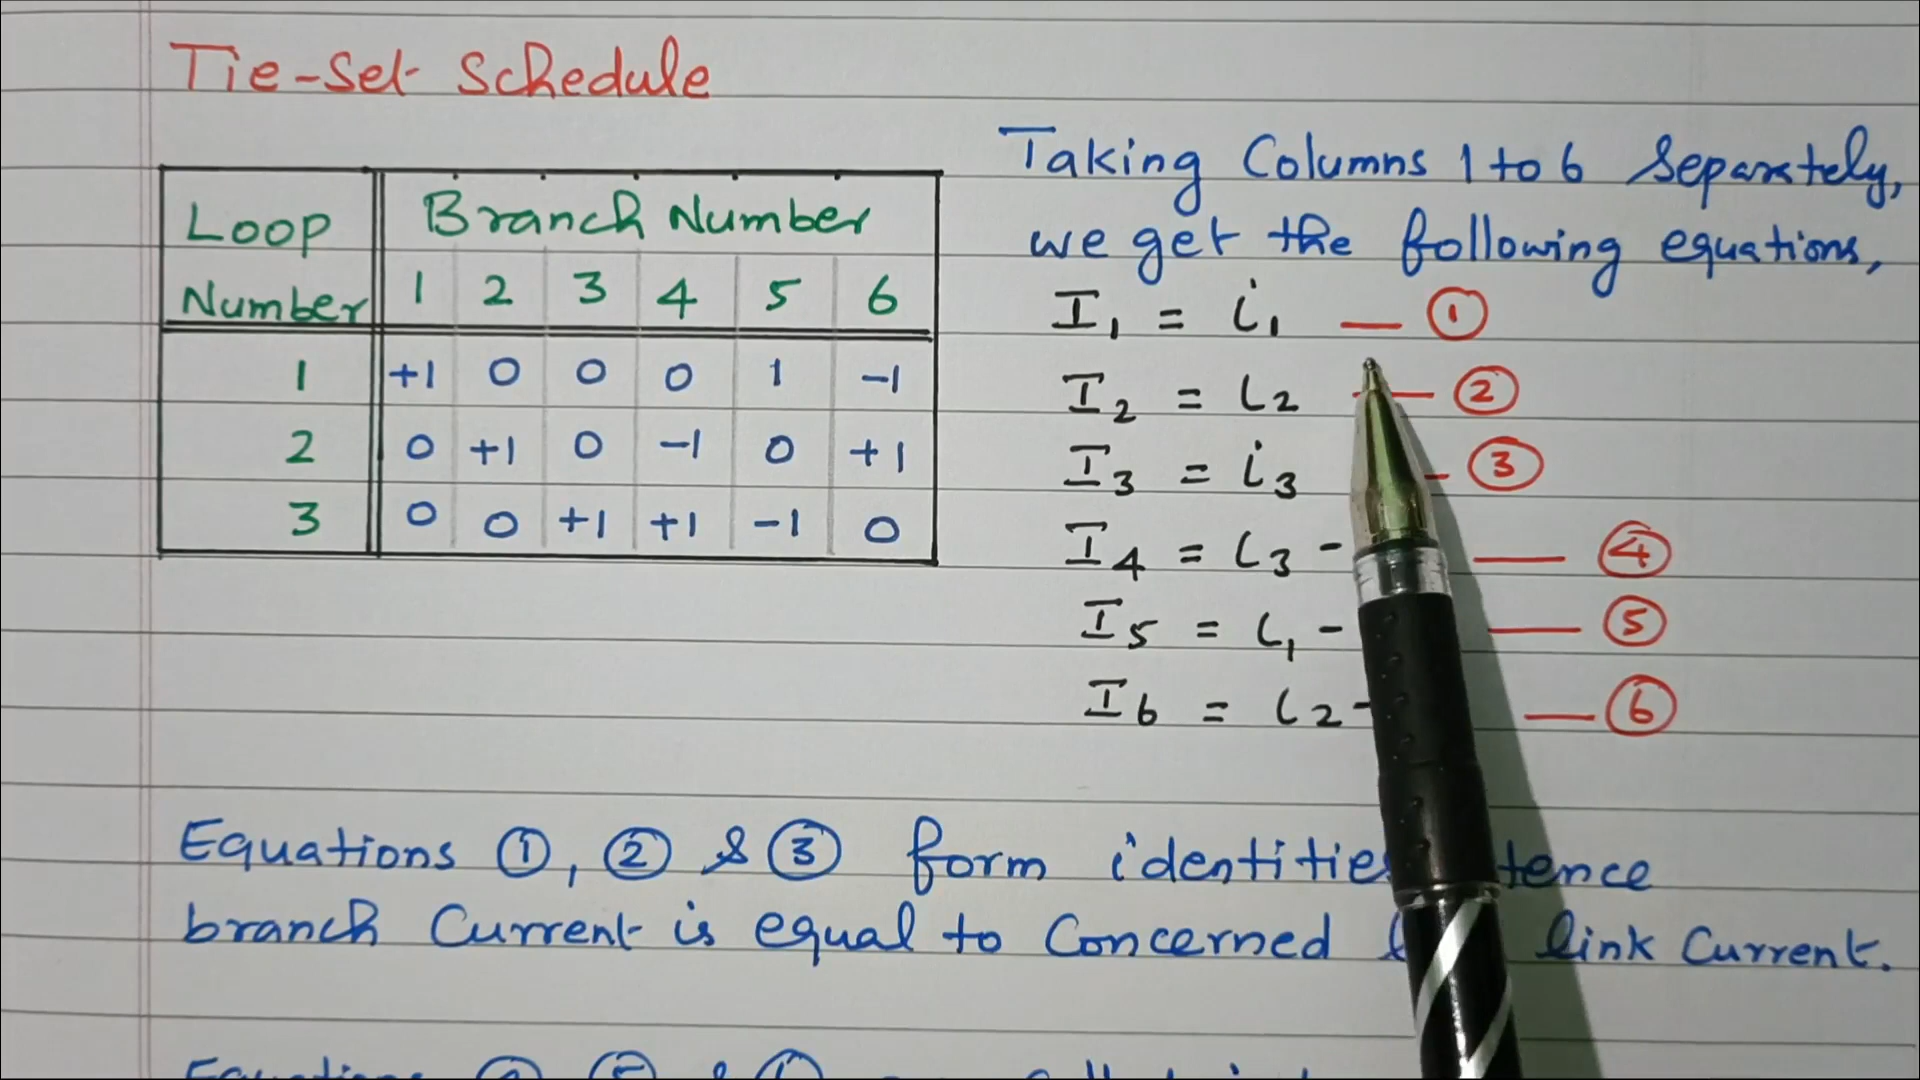 Tie-Set Schedule
Loop Number
Branch Number
1 2 3 4 5 6
1 +1 0 0 0 1 -1
2 0 +1 0 -1 0 +1
3 0 0 +1 +1 -1 0
Taking Columns 1 to 6 Separately,
we get the following equations,
I₁ = i₁ — ①
I₂ = i₂ — ②
I₃ = i₃ — ③
I₄ = i₃ - — ④
I₅ = i₁ - — ⑤
I₆ = i₂ - — ⑥
Equations ①, ② & ③ form
branch Current is equal to Concerned link Current.